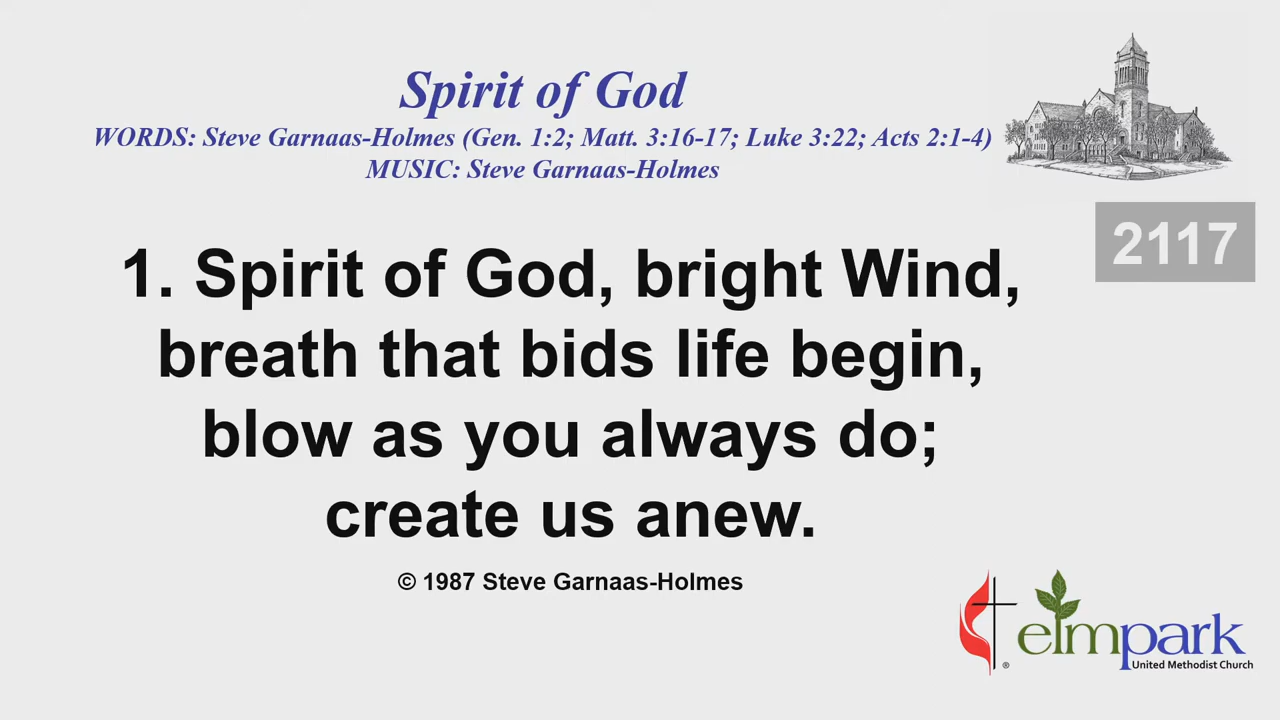 Spirit of God
WORDS: Steve Garnaas-Holmes (Gen. 1:2; Matt. 3:16-17; Luke 3:22; Acts 2:1-4)
MUSIC: Steve Garnaas-Holmes
2117
1. Spirit of God, bright Wind,
breath that bids life begin,
blow as you always do;
create us anew.
© 1987 Steve Garnaas-Holmes
®
elmpark
United Methodist Church